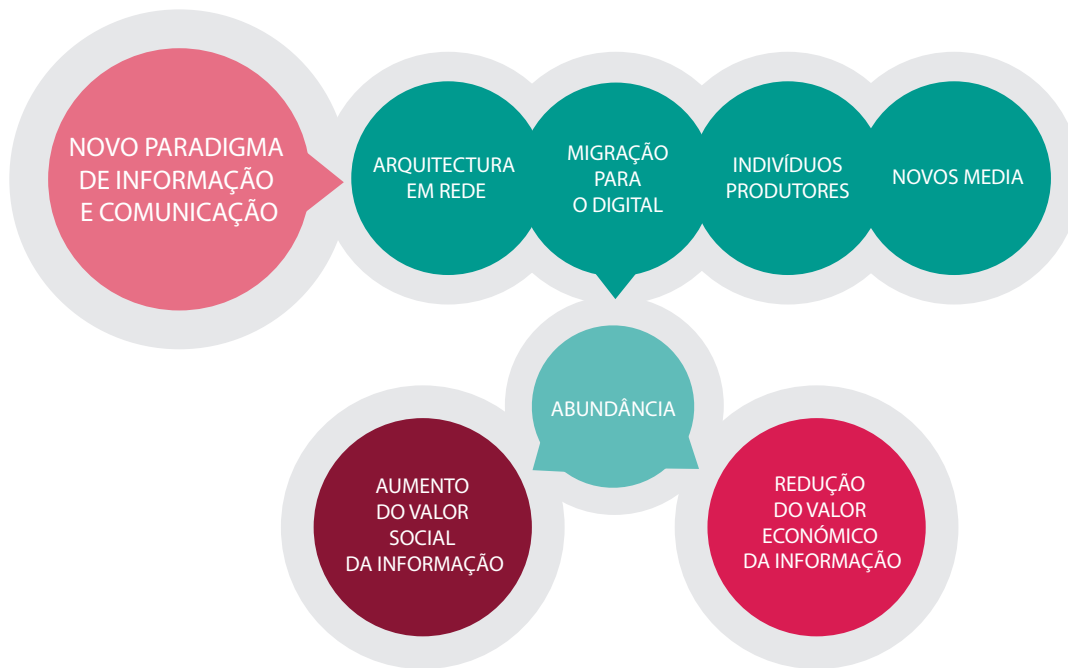 NOVO PARADIGMA
DE INFORMAÇÃO
E COMUNICAÇÃO
ARQUITECTURA
EM REDE
MIGRAÇÃO
PARA
O DIGITAL
INDIVÍDUOS
PRODUTORES
NOVOS MEDIA
ABUNDÂNCIA
AUMENTO
DO VALOR
SOCIAL
DA INFORMAÇÃO
REDUÇÃO
DO VALOR
ECONÓMICO
DA INFORMAÇÃO